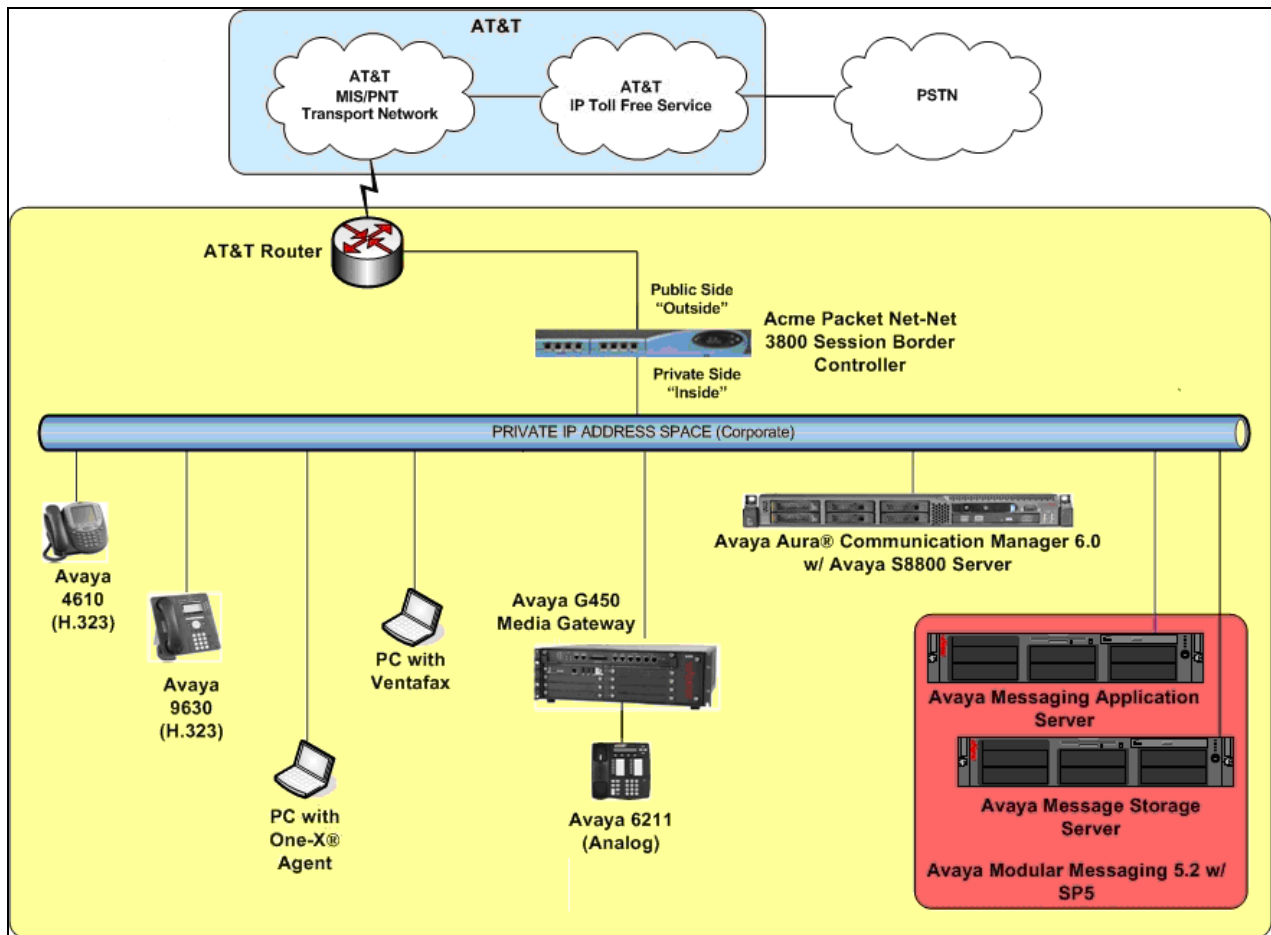 AT&T
AT&T
MIS/PNT
Transport Network
AT&T
IP Toll Free Service
PSTN
AT&T Router
Public Side
“Outside”
Acme Packet Net-Net
3800 Session Border
Controller
Private Side
“Inside”
PRIVATE IP ADDRESS SPACE (Corporate)
Avaya
4610
(H.323)
Avaya
9630
(H.323)
PC with
One-X®
Agent
PC with
Ventafax
Avaya G450
Media Gateway
Avaya 6211
(Analog)
Avaya Aura® Communication Manager 6.0
w/ Avaya S8800 Server
Avaya Messaging Application
Server
Avaya Message Storage
Server
Avaya Modular Messaging 5.2 w/
SP5